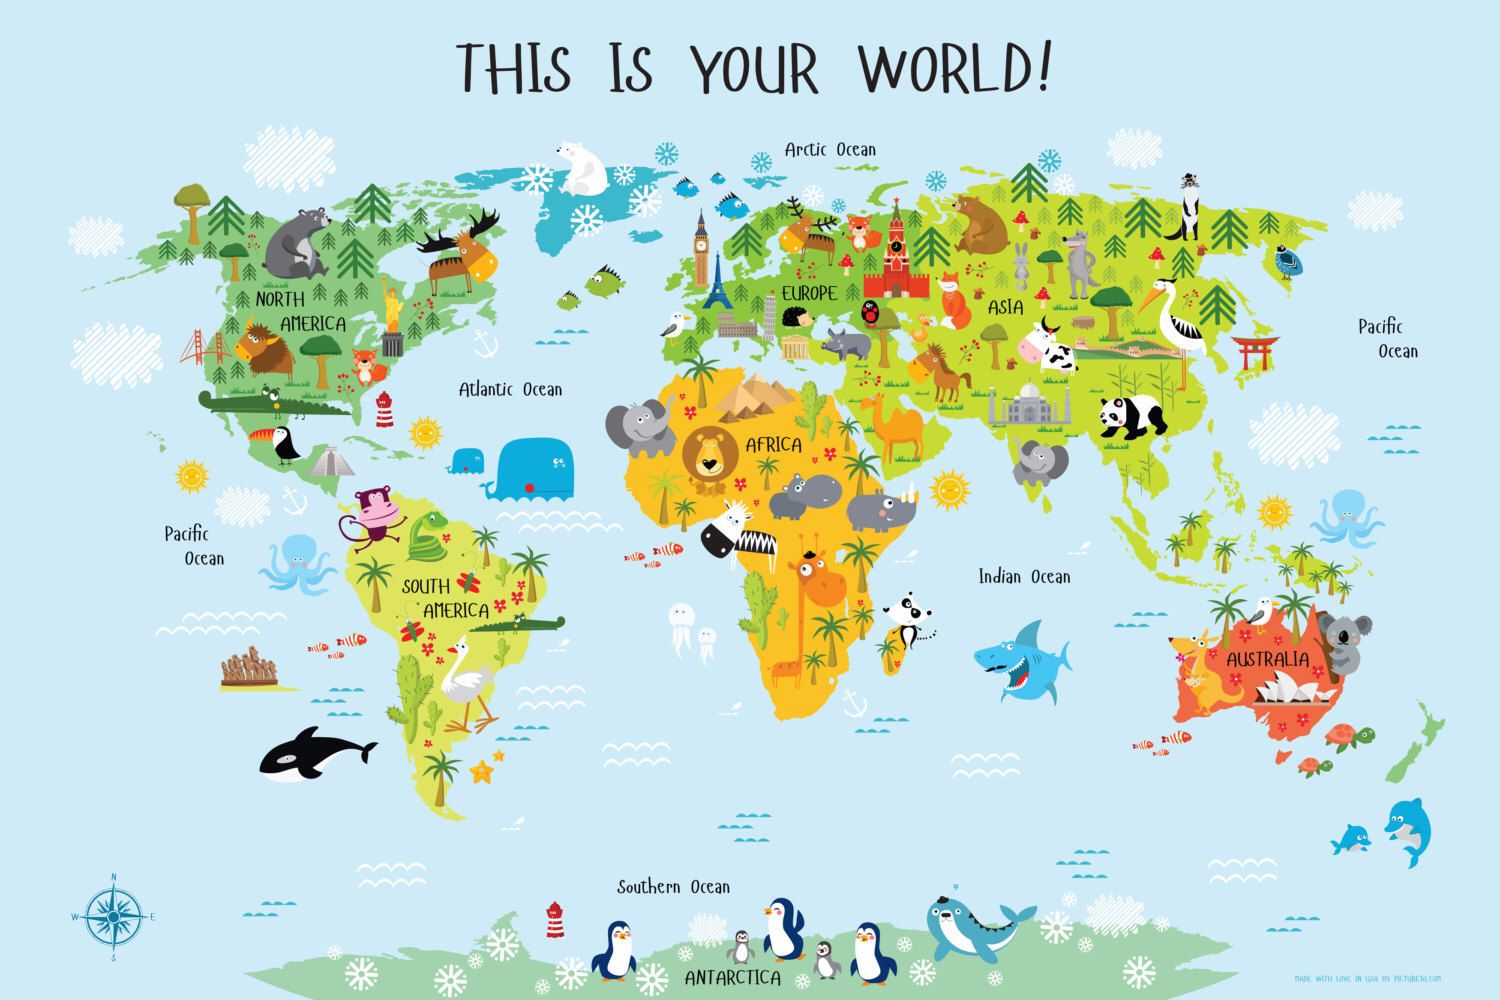 THIS IS YOUR WORLD!
Arctic Ocean
NORTH
AMERICA
EUROPE
ASIA
Pacific
Ocean
Atlantic Ocean
AFRICA
Pacific
Ocean
SOUTH
AMERICA
Indian Ocean
AUSTRALIA
Southern Ocean
N
W E
S
ANTARCTICA
MADE WITH LOVE IN USA BY PICTURETA.COM